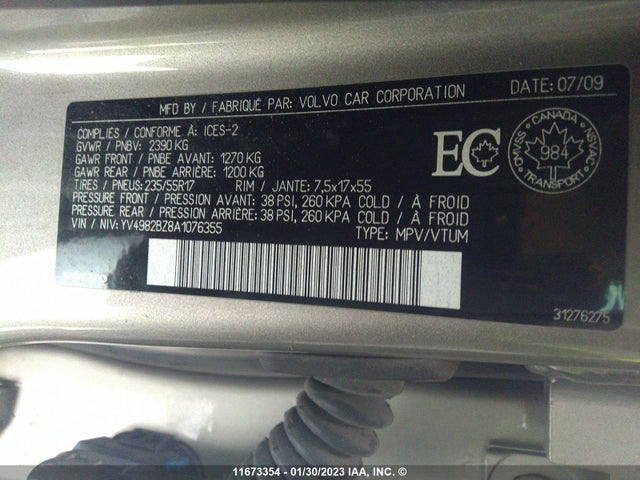 MFD BY / FABRIQUÉ PAR: VOLVO CAR CORPORATION DATE: 07/09
COMPLIES / CONFORME À: ICES-2
GVWR / PNBV: 2390 KG
GAWR FRONT / PNBE AVANT: 1270 KG
GAWR REAR / PNBE ARRIÈRE: 1200 KG
TIRES / PNEUS: 235/55R17 RIM / JANTE: 7,5x17x55
PRESSURE FRONT / PRESSION AVANT: 38 PSI, 260 KPA COLD / À FROID
PRESSURE REAR / PRESSION ARRIÈRE: 38 PSI, 260 KPA COLD / À FROID
VIN / NIV: YV4982BZ8A1076355 TYPE: MPV/VTUM
EC
CANADA
CMVSS
984
NSVAC
TRANSPORT
VOLVO
31276275
11673354 - 01/30/2023 IAA, INC. ©